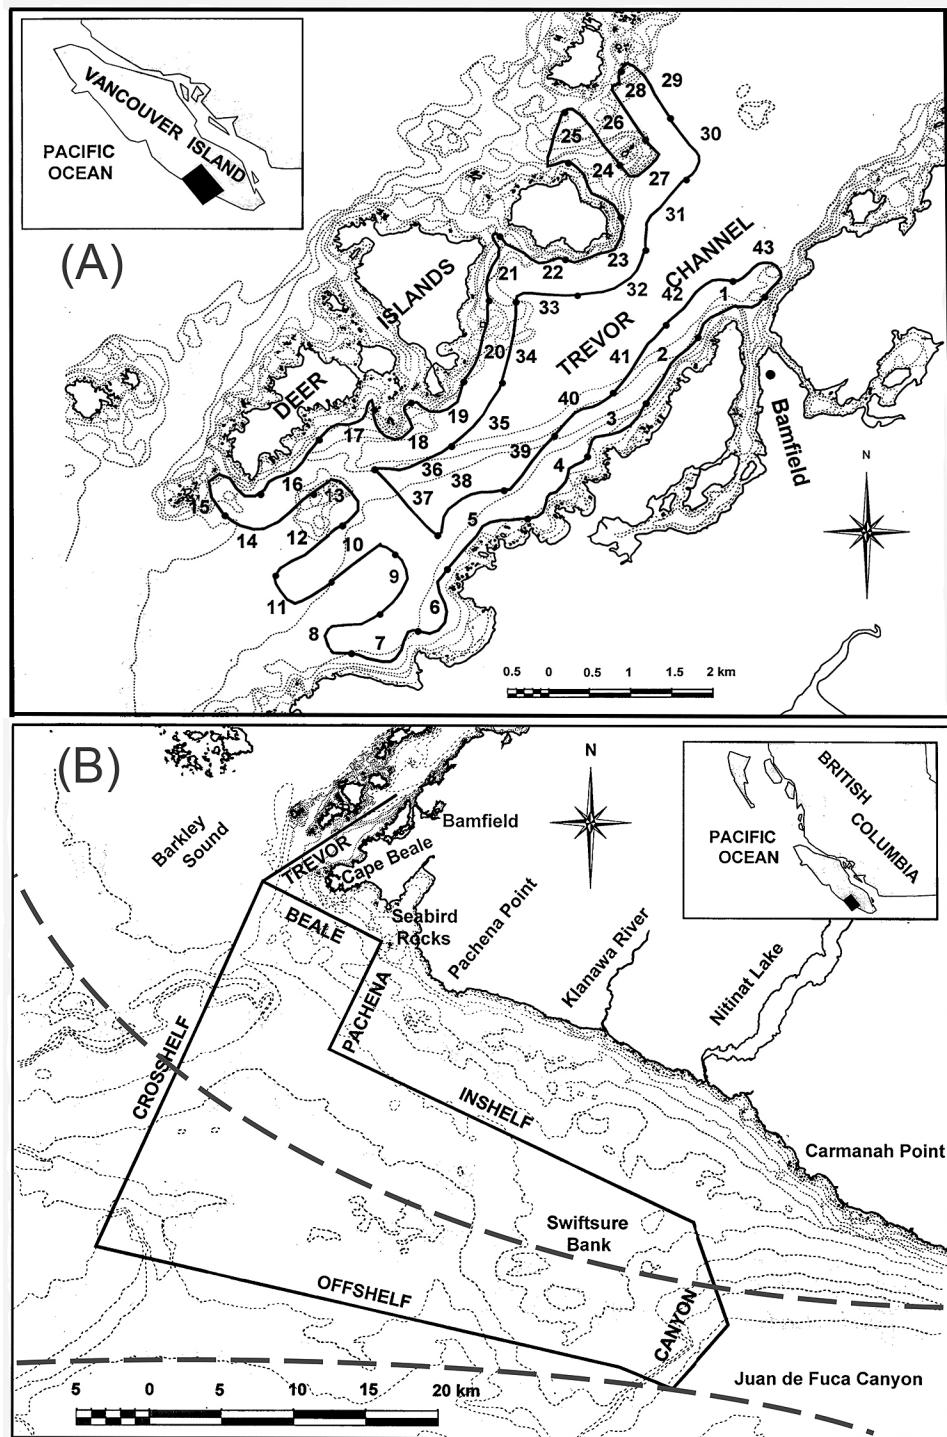 VANCOUVER ISLAND
PACIFIC
OCEAN
(A)
DEER
ISLANDS
TREVOR
CHANNEL
Bamfield
N
1
2
3
4
5
6
7
8
9
10
11
12
13
14
15
16
17
18
19
20
21
22
23
24
25
26
27
28
29
30
31
32
33
34
35
36
37
38
39
40
41
42
43
0.5 0 0.5 1 1.5 2 km
(B)
N
BRITISH
COLUMBIA
PACIFIC
OCEAN
Barkley
Sound
TREVOR
Bamfield
Cape Beale
BEALE
Seabird
Rocks
Pachena Point
Klanawa River
Nitinat Lake
PACHENA
CROSSHELF
INSHELF
Carmanah Point
Swiftsure
Bank
OFFSHELF
CANYON
Juan de Fuca Canyon
5 0 5 10 15 20 km